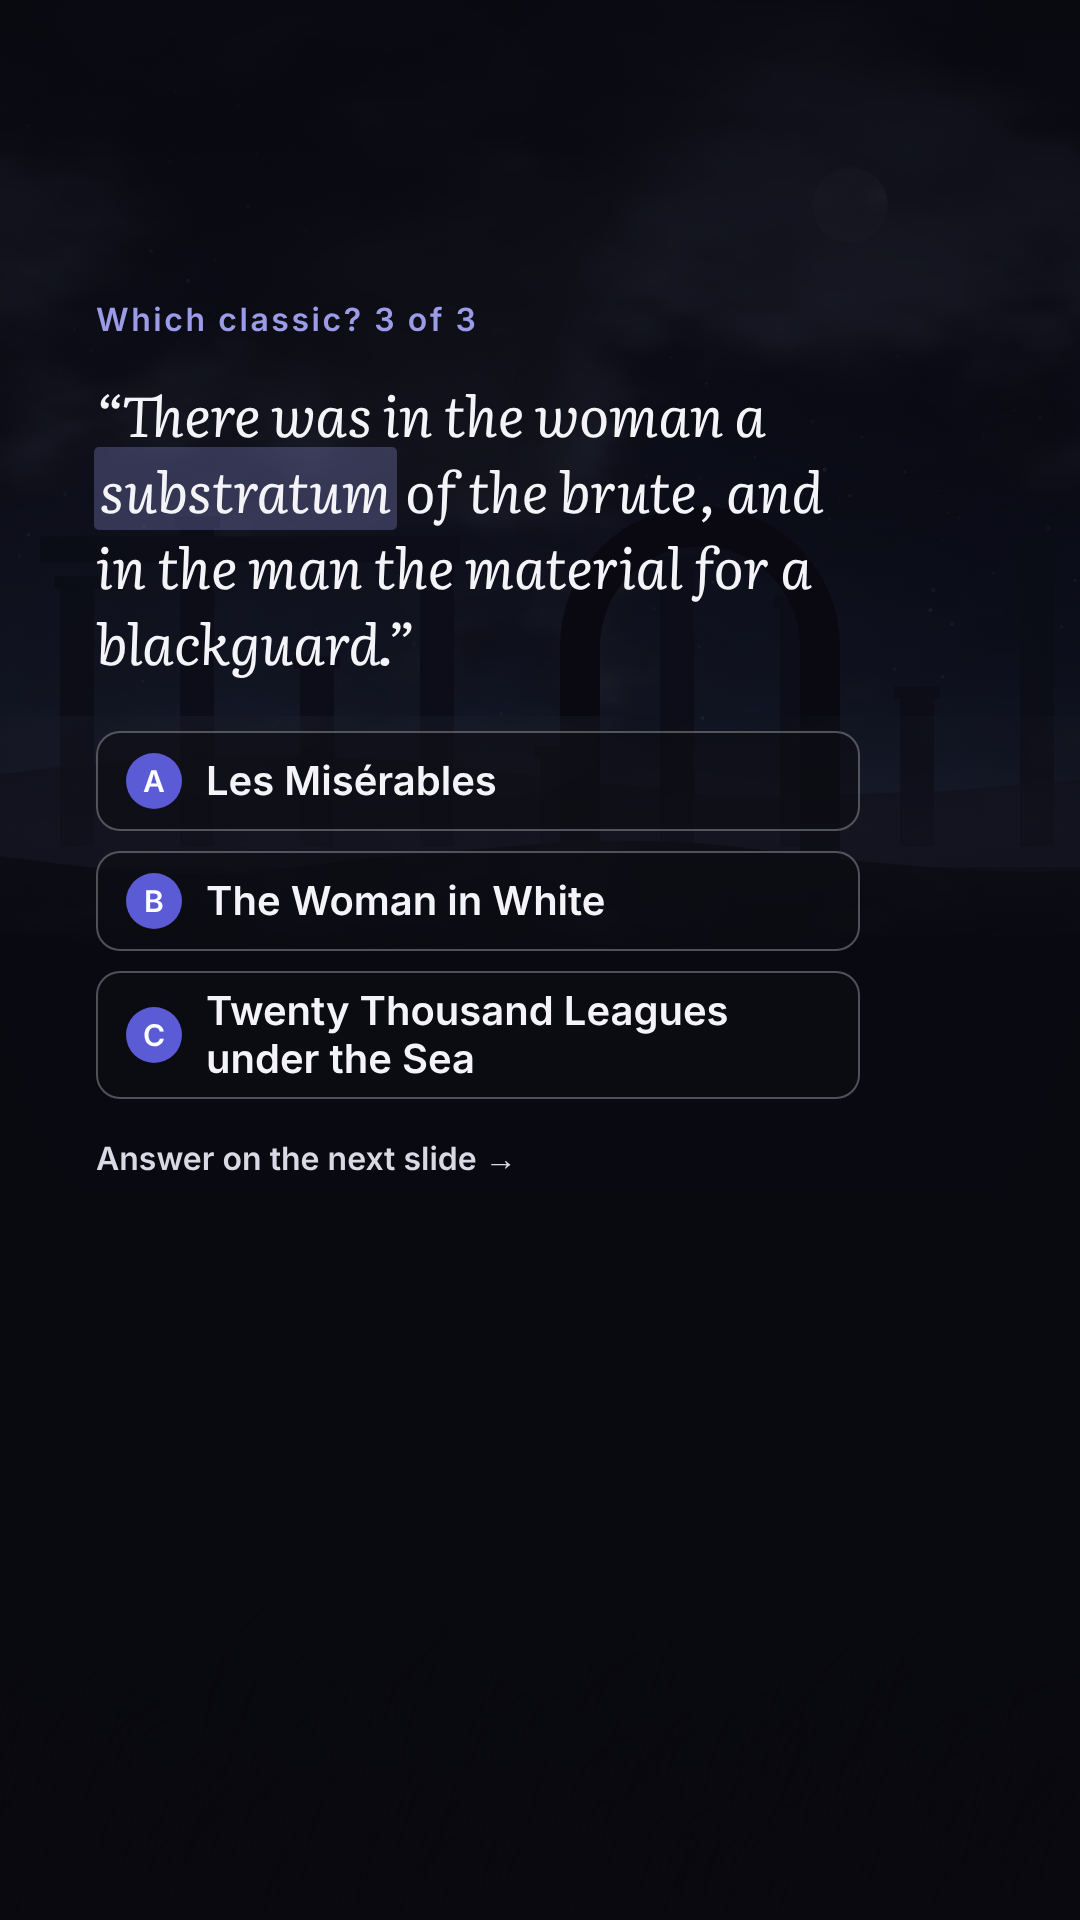 Which classic? 3 of 3
“There was in the woman a
substratum of the brute, and
in the man the material for a
blackguard.”
A Les Misérables
B The Woman in White
C Twenty Thousand Leagues
under the Sea
Answer on the next slide →